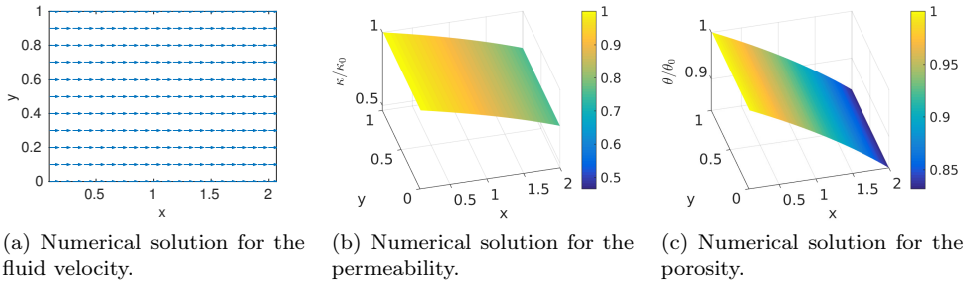 1
0.8
0.6
0.4
0.2
0
y
0.5
1
1.5
2
x
1
0.5
κ/κ0
1
0.5
0
y
0.5
1
1.5
2
x
1
0.9
0.8
0.7
0.6
0.5
1
0.9
θ/θ0
1
0.5
0
y
0.5
1
1.5
2
x
1
0.95
0.9
0.85
(a) Numerical solution for the
fluid velocity.
(b) Numerical solution for the
permeability.
(c) Numerical solution for the
porosity.